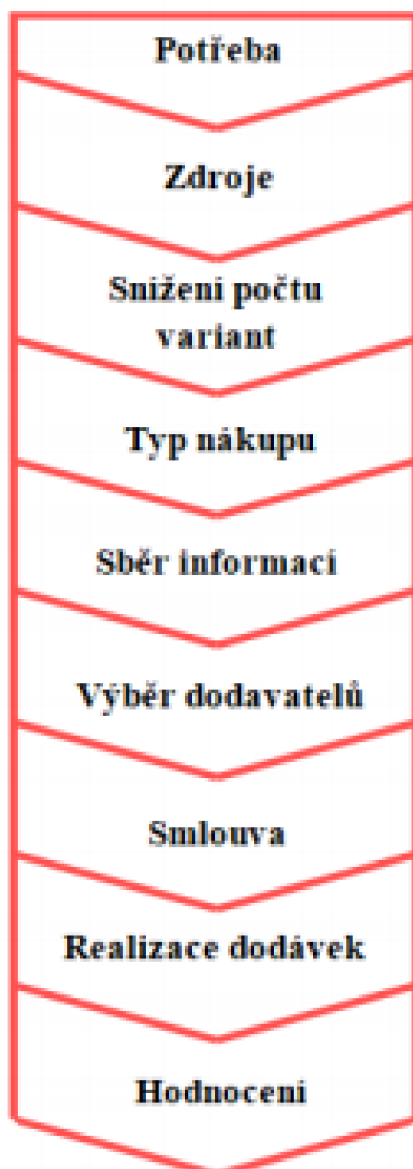 Potřeba
Zdroje
Snížení počtu
variant
Typ nákupu
Sběr informací
Výběr dodavatelů
Smlouva
Realizace dodávek
Hodnocení